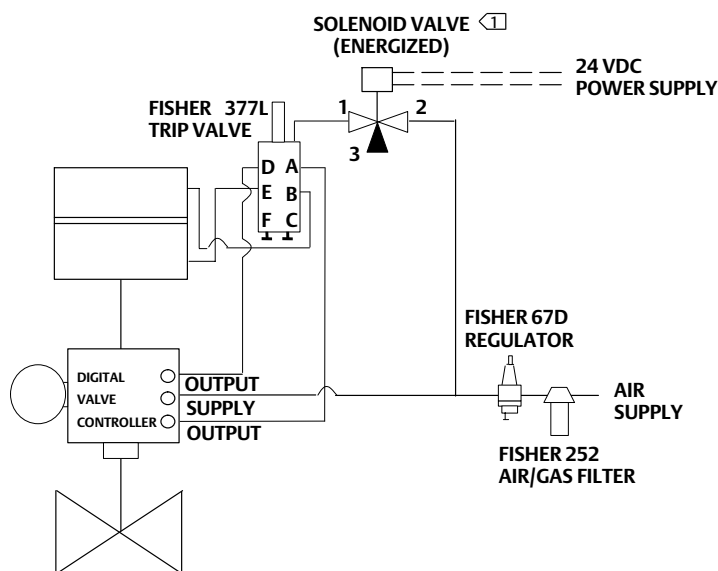 SOLENOID VALVE 1
(ENERGIZED)
24 VDC
POWER SUPPLY
FISHER 377L
TRIP VALVE
1 2
3
D A
E B
F C
FISHER 67D
REGULATOR
DIGITAL
VALVE
CONTROLLER
OUTPUT
SUPPLY
OUTPUT
AIR
SUPPLY
FISHER 252
AIR/GAS FILTER